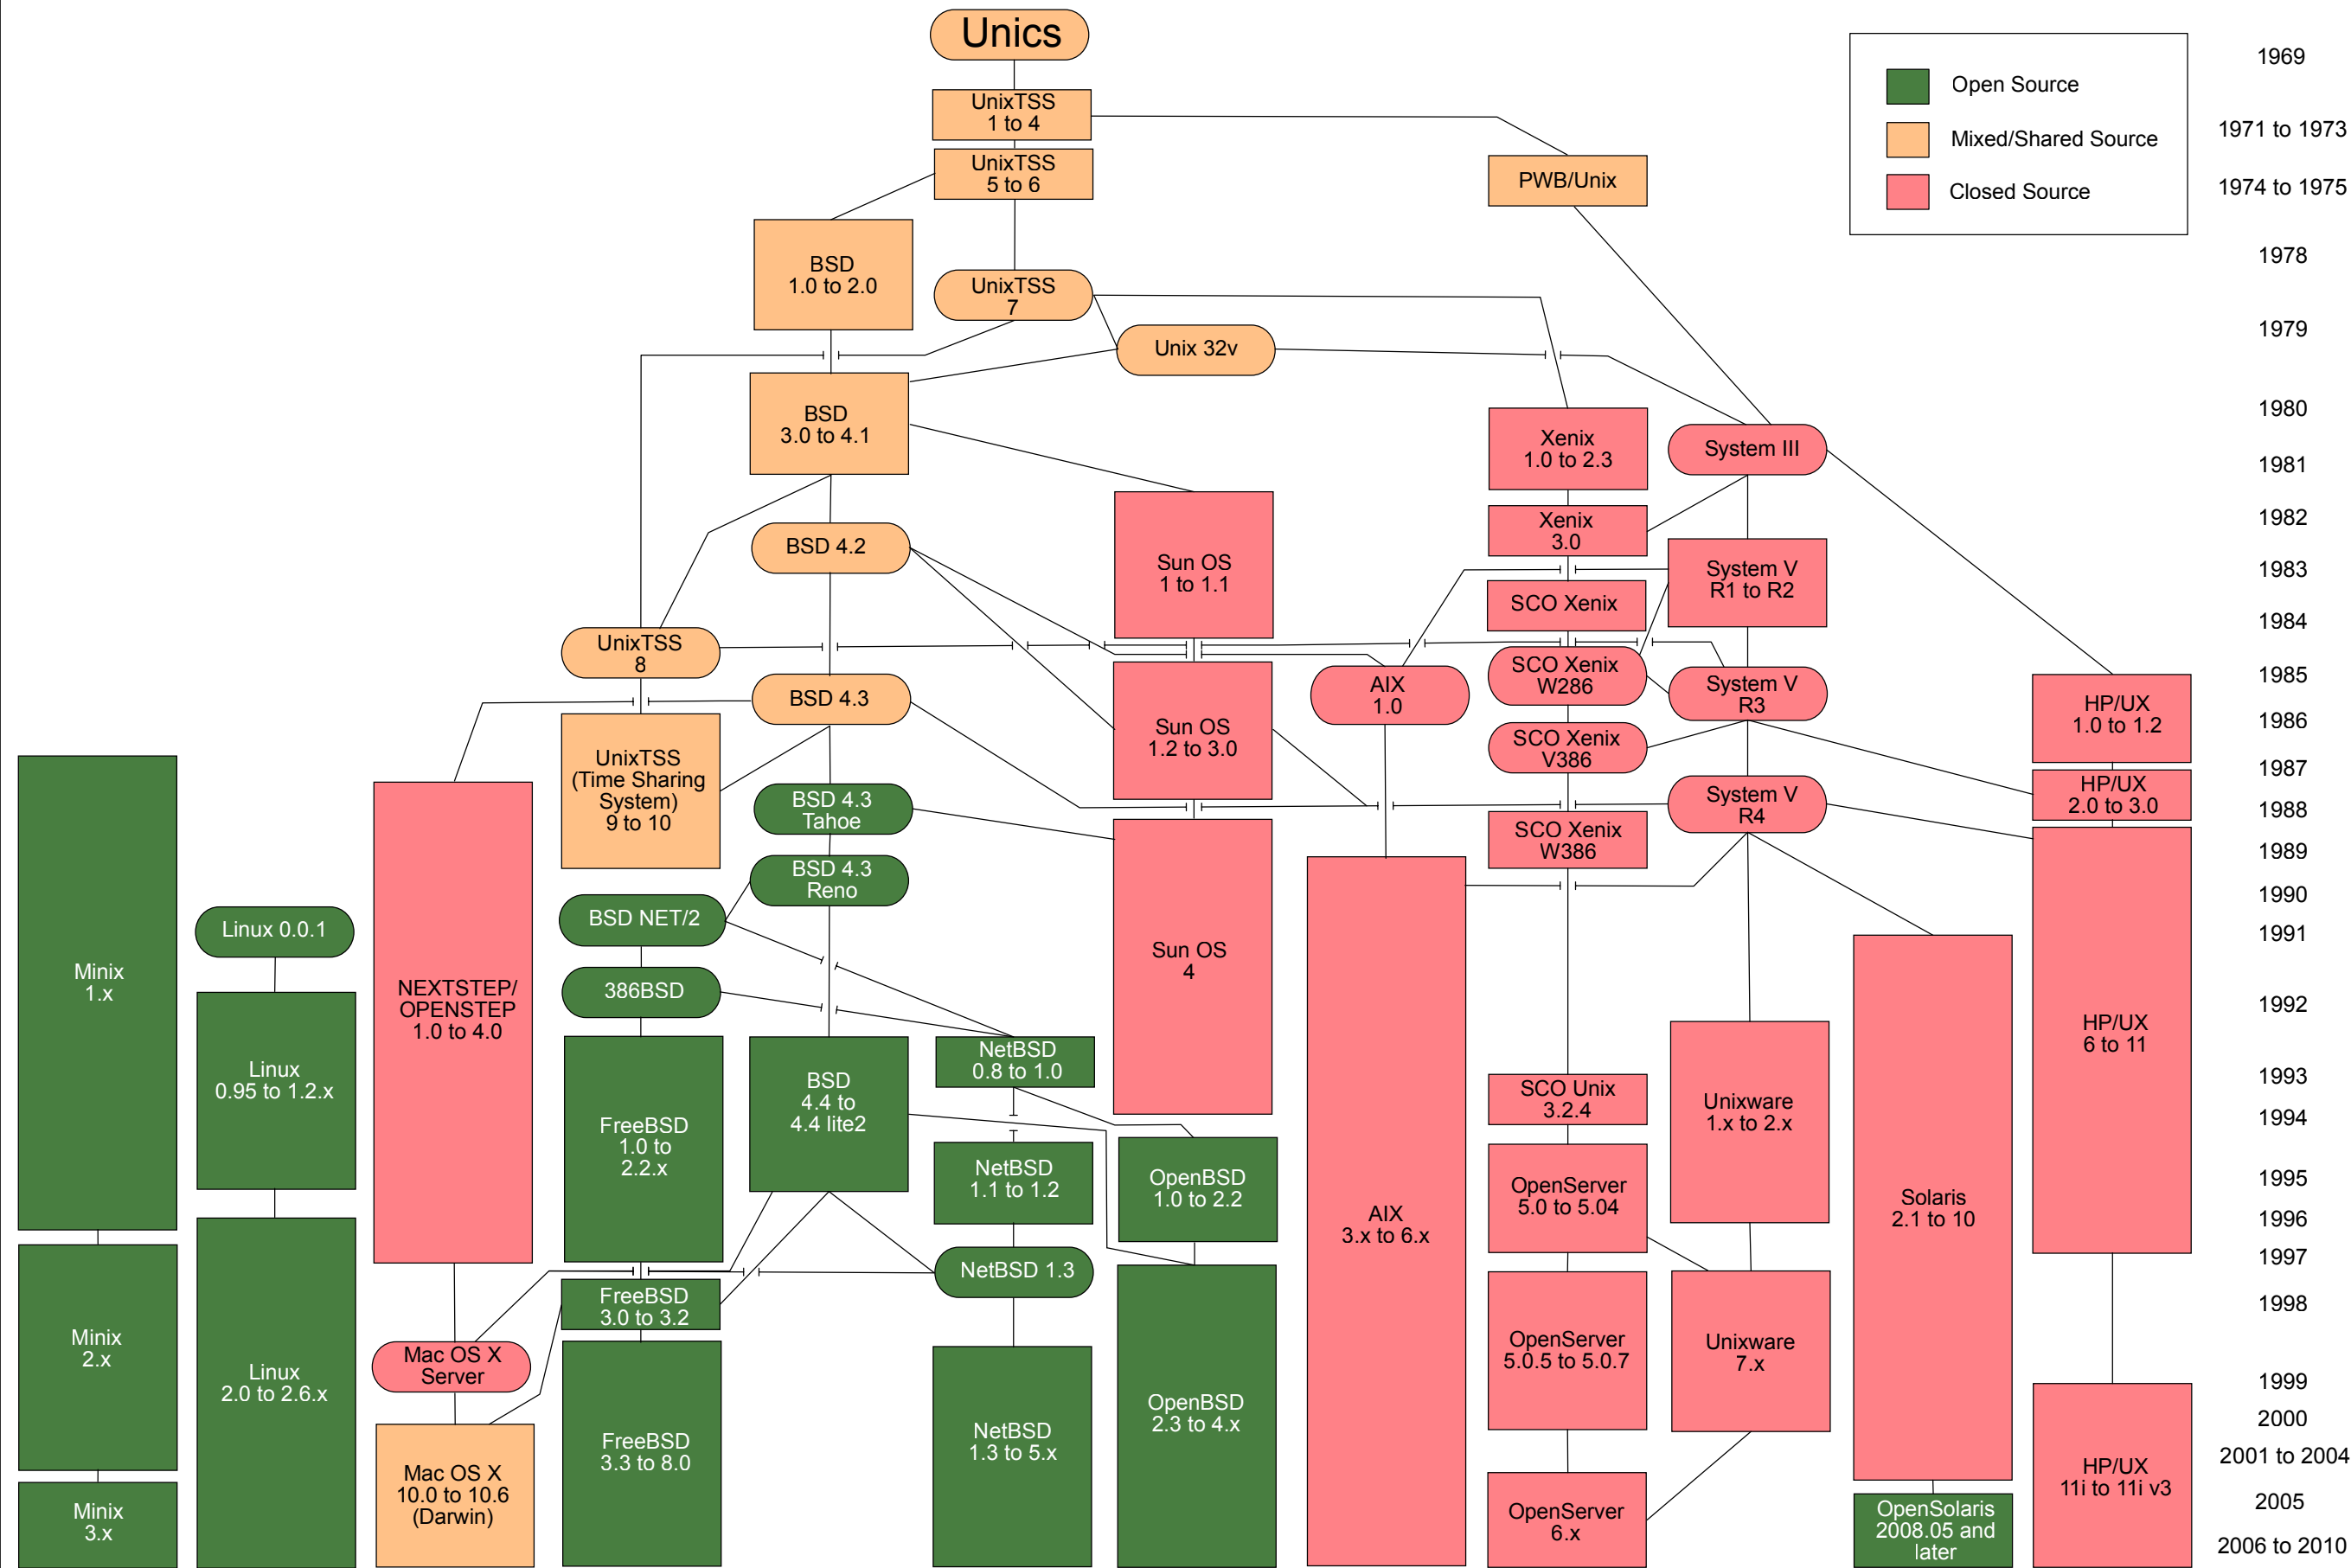 Unics
UnixTSS
1 to 4
UnixTSS
5 to 6
PWB/Unix
BSD
1.0 to 2.0
UnixTSS
7
Unix 32v
BSD
3.0 to 4.1
Xenix
1.0 to 2.3
System III
Xenix
3.0
BSD 4.2
Sun OS
1 to 1.1
System V
R1 to R2
SCO Xenix
UnixTSS
8
SCO Xenix
W286
AIX
1.0
System V
R3
BSD 4.3
HP/UX
1.0 to 1.2
Sun OS
1.2 to 3.0
SCO Xenix
V386
UnixTSS
(Time Sharing
System)
9 to 10
BSD 4.3
Tahoe
System V
R4
HP/UX
2.0 to 3.0
SCO Xenix
W386
BSD 4.3
Reno
BSD NET/2
Linux 0.0.1
Sun OS
4
Minix
1.x
386BSD
NEXTSTEP/
OPENSTEP
1.0 to 4.0
HP/UX
6 to 11
NetBSD
0.8 to 1.0
Linux
0.95 to 1.2.x
BSD
4.4 to
4.4 lite2
SCO Unix
3.2.4
Unixware
1.x to 2.x
FreeBSD
1.0 to
2.2.x
NetBSD
1.1 to 1.2
OpenBSD
1.0 to 2.2
OpenServer
5.0 to 5.04
Solaris
2.1 to 10
AIX
3.x to 6.x
NetBSD 1.3
FreeBSD
3.0 to 3.2
Minix
2.x
Mac OS X
Server
OpenServer
5.0.5 to 5.0.7
Unixware
7.x
Linux
2.0 to 2.6.x
OpenBSD
2.3 to 4.x
NetBSD
1.3 to 5.x
FreeBSD
3.3 to 8.0
Mac OS X
10.0 to 10.6
(Darwin)
HP/UX
11i to 11i v3
Minix
3.x
OpenServer
6.x
OpenSolaris
2008.05 and
later
Open Source
Mixed/Shared Source
Closed Source
1969
1971 to 1973
1974 to 1975
1978
1979
1980
1981
1982
1983
1984
1985
1986
1987
1988
1989
1990
1991
1992
1993
1994
1995
1996
1997
1998
1999
2000
2001 to 2004
2005
2006 to 2010